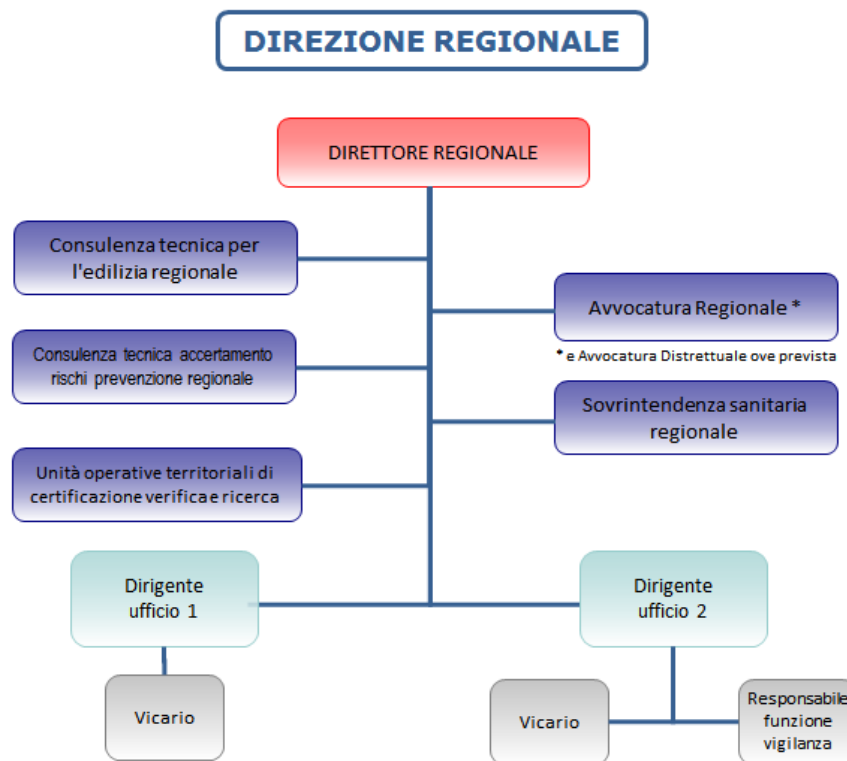 DIREZIONE REGIONALE
DIRETTORE REGIONALE
Consulenza tecnica per
l'edilizia regionale
Avvocatura Regionale *
* e Avvocatura Distrettuale ove prevista
Consulenza tecnica accertamento
rischi prevenzione regionale
Sovrintendenza sanitaria
regionale
Unità operative territoriali di
certificazione verifica e ricerca
Dirigente
ufficio 1
Dirigente
ufficio 2
Vicario
Vicario
Responsabile
funzione
vigilanza